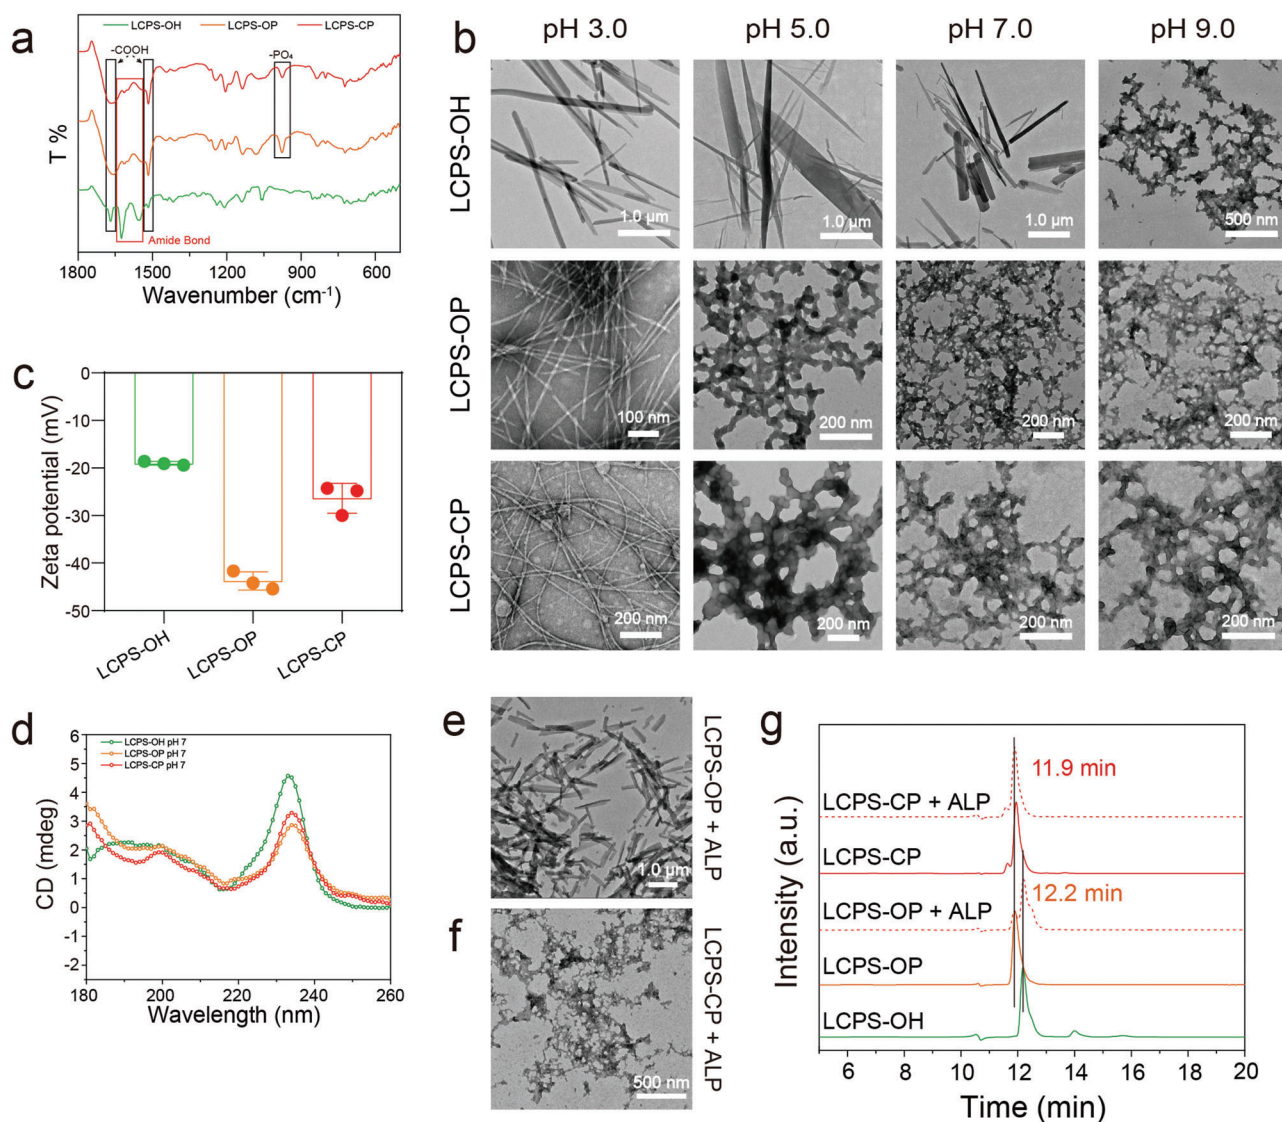 a
LCPS-OH LCPS-OP LCPS-CP
-COOH
-PO₄
T %
Amide Bond
1800 1500 1200 900 600
Wavenumber (cm⁻¹)
b
pH 3.0 pH 5.0 pH 7.0 pH 9.0
LCPS-OH
1.0 μm 1.0 μm 1.0 μm 500 nm
LCPS-OP
100 nm 200 nm 200 nm 200 nm
LCPS-CP
200 nm 200 nm 200 nm 200 nm
c
Zeta potential (mV)
0
-10
-20
-30
-40
-50
LCPS-OH LCPS-OP LCPS-CP
d
LCPS-OH pH 7
LCPS-OP pH 7
LCPS-CP pH 7
CD (mdeg)
6
5
4
3
2
1
0
-1
-2
180 200 220 240 260
Wavelength (nm)
e
1.0 μm
LCPS-OP + ALP
f
500 nm
LCPS-CP + ALP
g
Intensity (a.u.)
LCPS-CP + ALP
11.9 min
LCPS-CP
LCPS-OP + ALP
12.2 min
LCPS-OP
LCPS-OH
6 8 10 12 14 16 18 20
Time (min)